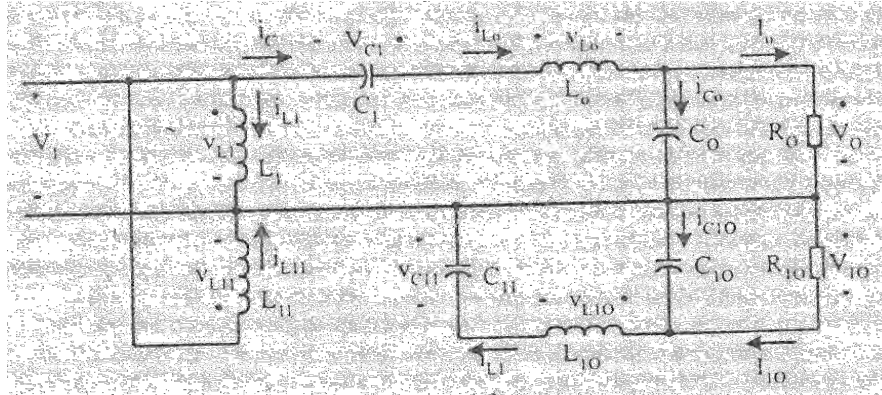 i_C - V_C1 + i_Lo + v_Lo - I_o
C_1 L_o i_Co
+ V_I - + v_L1 - L_1 i_L1 C_O R_O + V_O -
- v_L11 + L_11 i_L11 + v_C11 - C_11 i_C1O C_1O R_1O + V_1O -
- v_L1O +
i_L1 L_1O I_1O